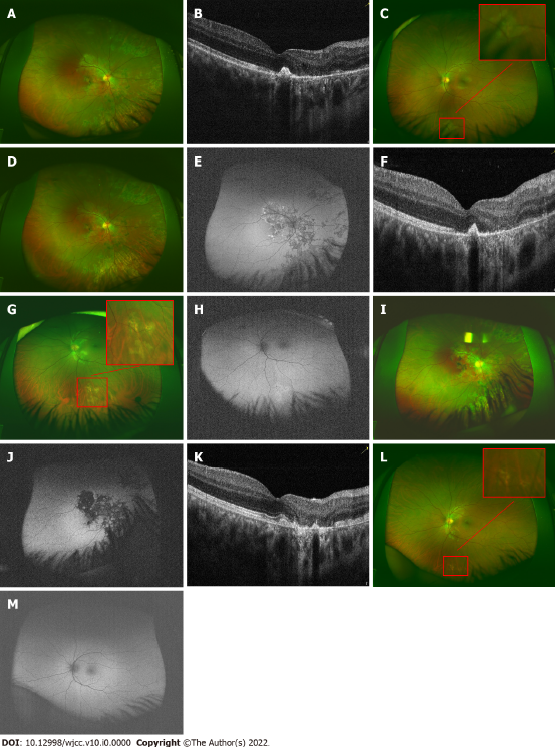 A
B
C
D
E
F
G
H
I
J
K
L
M
DOI: 10.12998/wjcc.v10.i0.0000 Copyright ©The Author(s) 2022.